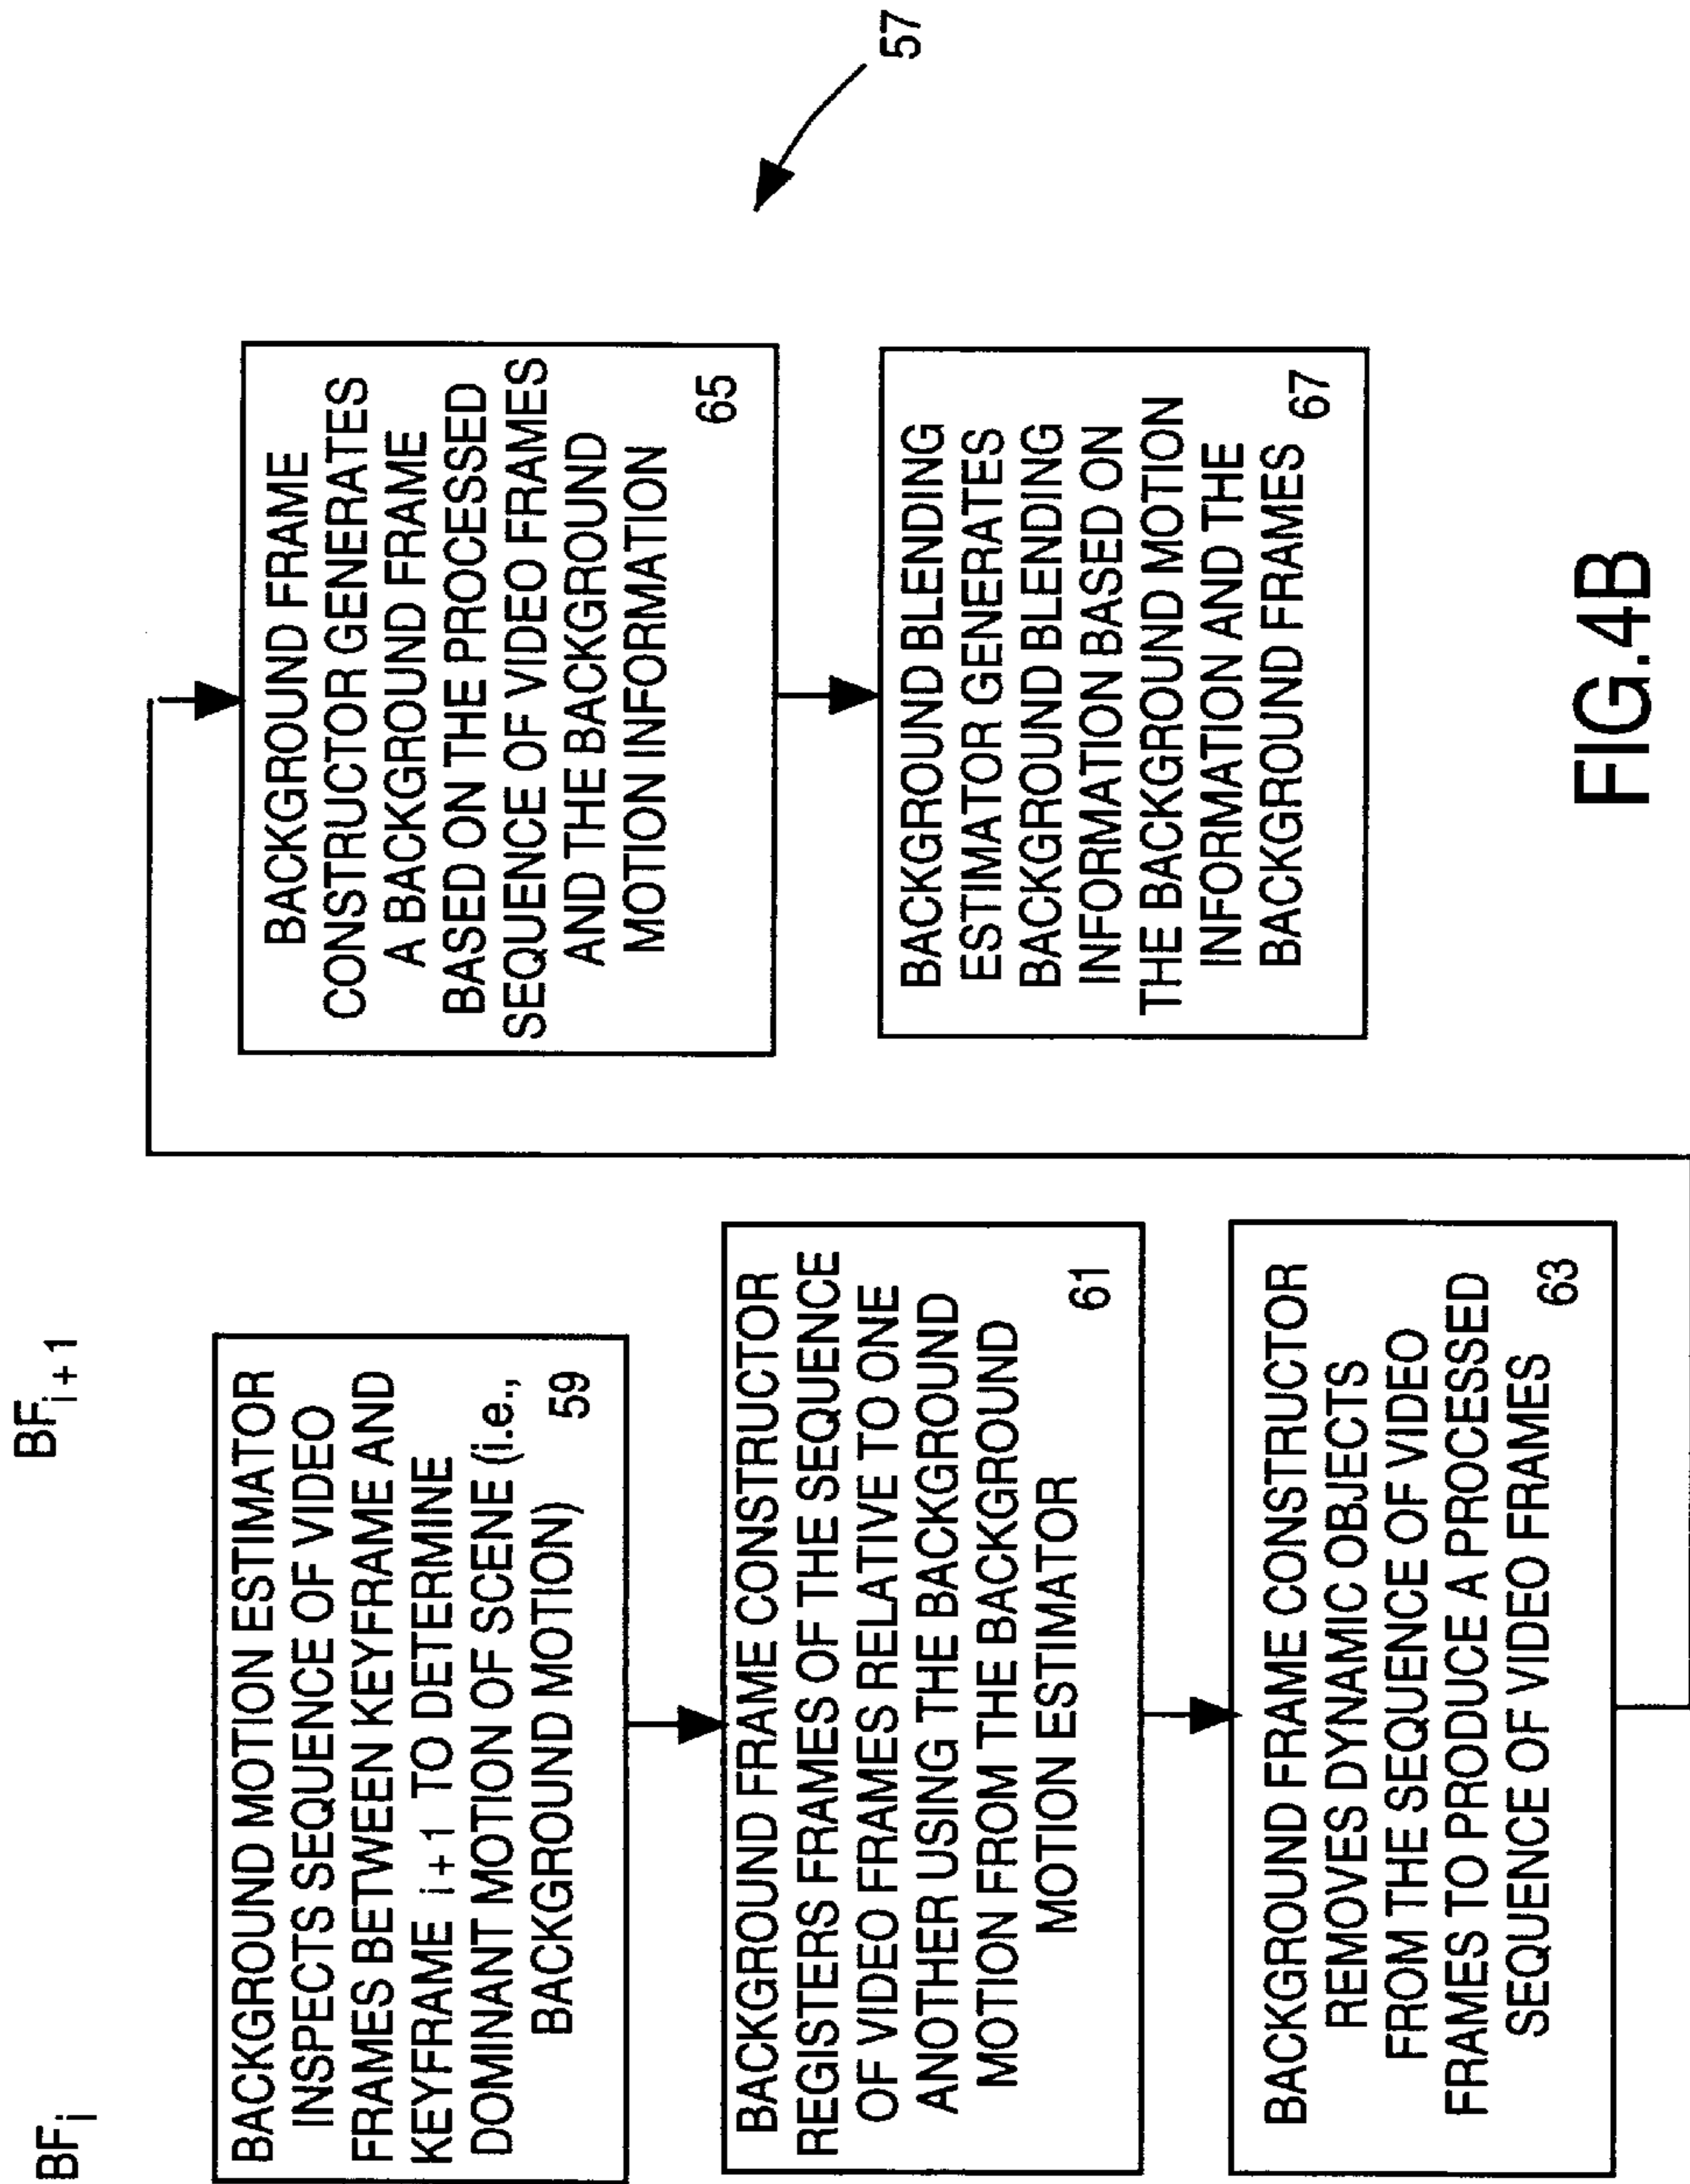 BF i
BF i + 1
BACKGROUND MOTION ESTIMATOR
INSPECTS SEQUENCE OF VIDEO
FRAMES BETWEEN KEYFRAME AND
KEYFRAME i + 1 TO DETERMINE
DOMINANT MOTION OF SCENE (i.e.,
BACKGROUND MOTION)
59
BACKGROUND FRAME CONSTRUCTOR
REGISTERS FRAMES OF THE SEQUENCE
OF VIDEO FRAMES RELATIVE TO ONE
ANOTHER USING THE BACKGROUND
MOTION FROM THE BACKGROUND
MOTION ESTIMATOR
61
BACKGROUND FRAME CONSTRUCTOR
REMOVES DYNAMIC OBJECTS
FROM THE SEQUENCE OF VIDEO
FRAMES TO PRODUCE A PROCESSED
SEQUENCE OF VIDEO FRAMES
63
BACKGROUND FRAME
CONSTRUCTOR GENERATES
A BACKGROUND FRAME
BASED ON THE PROCESSED
SEQUENCE OF VIDEO FRAMES
AND THE BACKGROUND
MOTION INFORMATION
65
BACKGROUND BLENDING
ESTIMATOR GENERATES
BACKGROUND BLENDING
INFORMATION BASED ON
THE BACKGROUND MOTION
INFORMATION AND THE
BACKGROUND FRAMES
67
57
FIG.4B